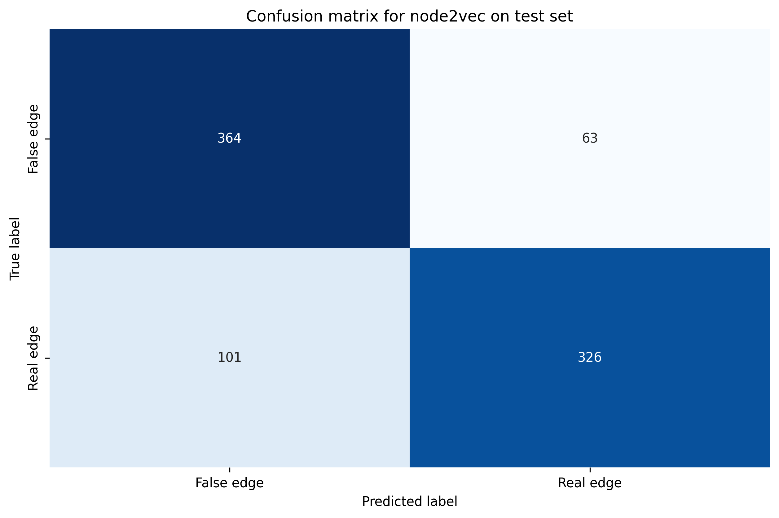 Confusion matrix for node2vec on test set
True label
False edge
364
63
Real edge
101
326
False edge
Real edge
Predicted label